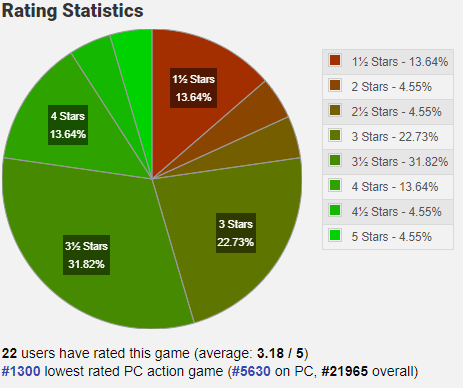 Rating Statistics
1½ Stars
13.64%
4 Stars
13.64%
3 Stars
22.73%
3½ Stars
31.82%
1½ Stars - 13.64%
2 Stars - 4.55%
2½ Stars - 4.55%
3 Stars - 22.73%
3½ Stars - 31.82%
4 Stars - 13.64%
4½ Stars - 4.55%
5 Stars - 4.55%
22 users have rated this game (average: 3.18 / 5)
#1300 lowest rated PC action game (#5630 on PC, #21965 overall)